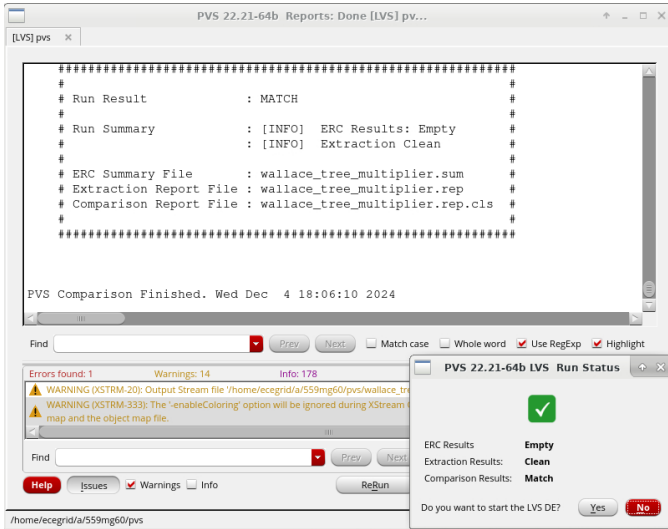 PVS 22.21-64b Reports: Done [LVS] pv...
[LVS] pvs
#############################################################
# #
# Run Result : MATCH #
# #
# Run Summary : [INFO] ERC Results: Empty #
# : [INFO] Extraction Clean #
# #
# ERC Summary File : wallace_tree_multiplier.sum #
# Extraction Report File : wallace_tree_multiplier.rep #
# Comparison Report File : wallace_tree_multiplier.rep.cls #
# #
#############################################################
PVS Comparison Finished. Wed Dec 4 18:06:10 2024
Find Prev Next Match case Whole word Use RegExp Highlight
Errors found: 1 Warnings: 14 Info: 178
WARNING (XSTRM-20): Output Stream file '/home/ecegrid/a/559mg60/pvs/wallace_tre
WARNING (XSTRM-333): The '-enableColoring' option will be ignored during XStream
map and the object map file.
Find Prev Next
Help Issues Warnings Info ReRun
/home/ecegrid/a/559mg60/pvs
PVS 22.21-64b LVS Run Status
ERC Results Empty
Extraction Results: Clean
Comparison Results: Match
Do you want to start the LVS DE? Yes No